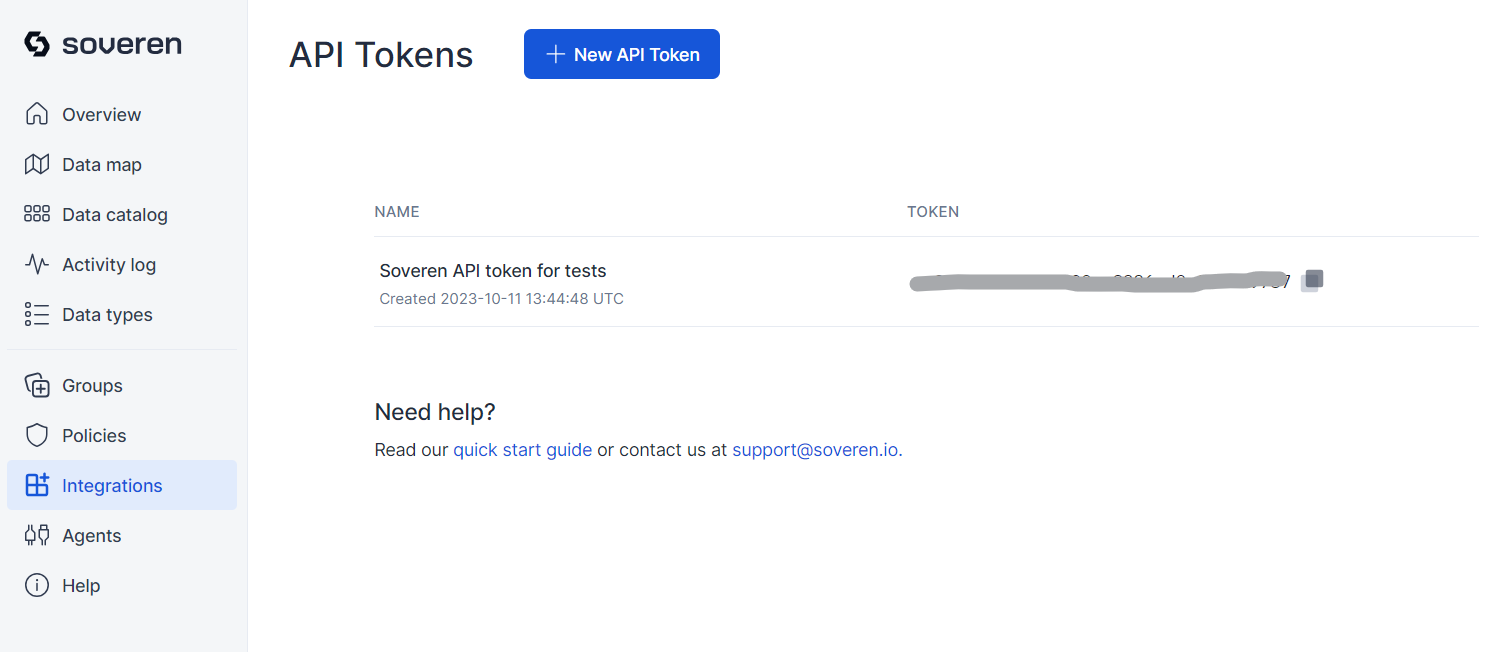 soveren
Overview
Data map
Data catalog
Activity log
Data types
Groups
Policies
Integrations
Agents
Help
API Tokens
New API Token
NAME
TOKEN
Soveren API token for tests
Created 2023-10-11 13:44:48 UTC
Need help?
Read our quick start guide or contact us at support@soveren.io.